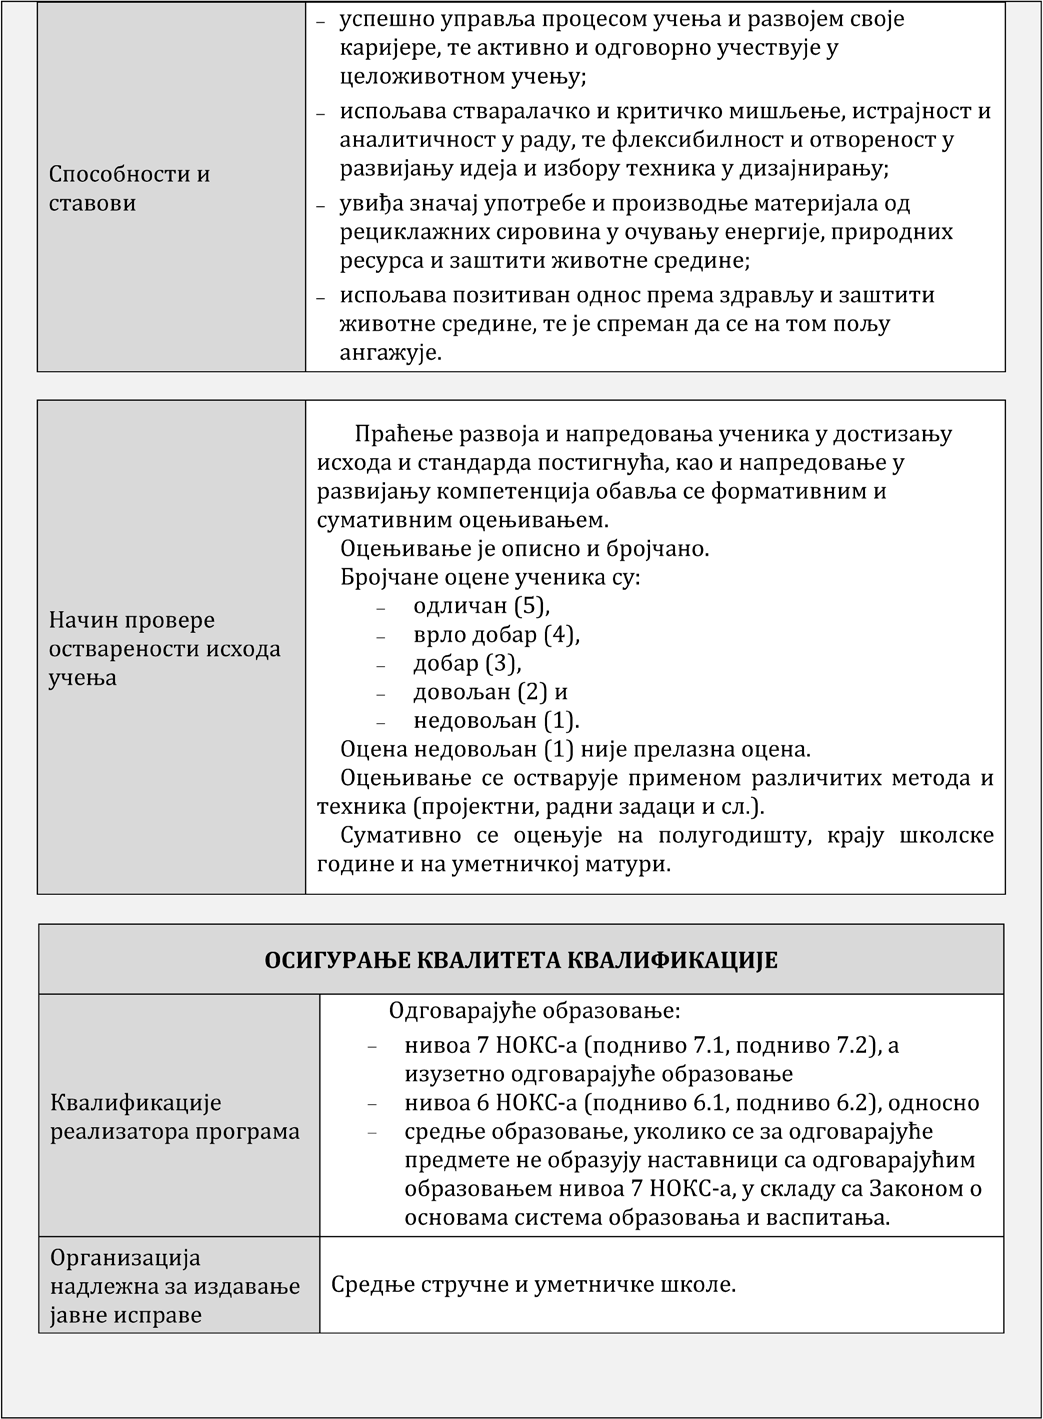 Способности и
ставови
– успешно управља процесом учења и развојем своје
каријере, те активно и одговорно учествује у
целоживотном учењу;
– испољава стваралачко и критичко мишљење, истрајност и
аналитичност у раду, те флексибилност и отвореност у
развијању идеја и избору техника у дизајнирању;
– увиђа значај употребе и производње материјала од
рециклажних сировина у очувању енергије, природних
ресурса и заштити животне средине;
– испољава позитиван однос према здрављу и заштити
животне средине, те је спреман да се на том пољу
ангажује.
Начин провере
остварености исхода
учења
Праћење развоја и напредовања ученика у достизању
исхода и стандарда постигнућа, као и напредовање у
развијању компетенција обавља се формативним и
сумативним оцењивањем.
Оцењивање је описно и бројчано.
Бројчане оцене ученика су:
– одличан (5),
– врло добар (4),
– добар (3),
– довољан (2) и
– недовољан (1).
Оцена недовољан (1) није прелазна оцена.
Оцењивање се остварује применом различитих метода и
техника (пројектни, радни задаци и сл.).
Сумативно се оцењује на полугодишту, крају школске
године и на уметничкој матури.
ОСИГУРАЊЕ КВАЛИТЕТА КВАЛИФИКАЦИЈЕ
Квалификације
реализатора програма
Одговарајуће образовање:
– нивоа 7 НОКС-а (подниво 7.1, подниво 7.2), а
изузетно одговарајуће образовање
– нивоа 6 НОКС-а (подниво 6.1, подниво 6.2), односно
– средње образовање, уколико се за одговарајуће
предмете не образују наставници са одговарајућим
образовањем нивоа 7 НОКС-а, у складу са Законом о
основама система образовања и васпитања.
Организација
надлежна за издавање
јавне исправе
Средње стручне и уметничке школе.